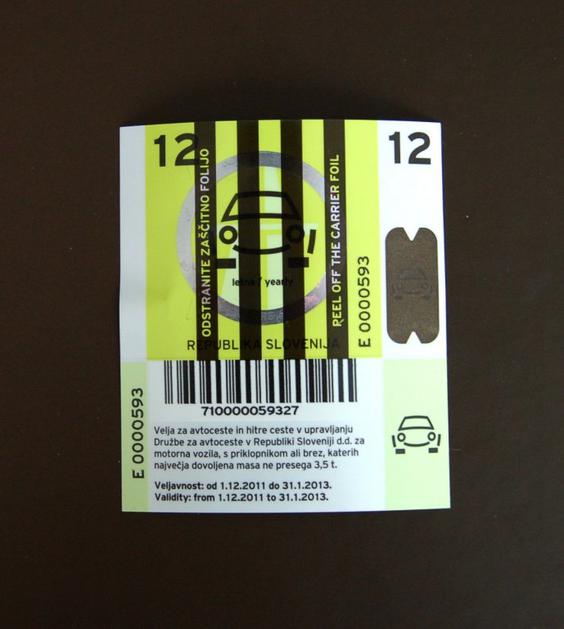 12
12
ODSTRANITE ZAŠČITNO FOLIJO
PEEL OFF THE CARRIER FOIL
letna / yearly
E 0000593
REPUBLIKA SLOVENIJA
710000059327
E 0000593
Velja za avtoceste in hitre ceste v upravljanju
Družbe za avtoceste v Republiki Sloveniji d.d. za
motorna vozila, s priklopnikom ali brez, katerih
največja dovoljena masa ne presega 3,5 t.
Veljavnost: od 1.12.2011 do 31.1.2013.
Validity: from 1.12.2011 to 31.1.2013.